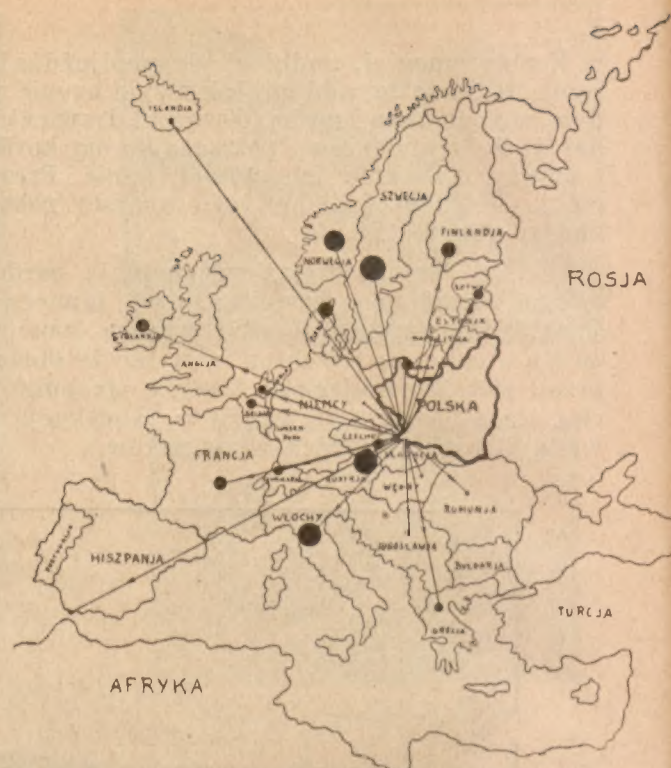 ISLANDJA
SZWECJA
FINLANDJA
NORWEGJA
ROSJA
ESTONJA
ANGLJA
NIEMCY
POLSKA
CZECHY
FRANCJA
AUSTRJA
WĘGRY
RUMUNJA
WŁOCHY
JUGOSŁAWJA
HISZPANJA
PORTUGALJA
BUŁGARJA
TURCJA
GRECJA
AFRYKA